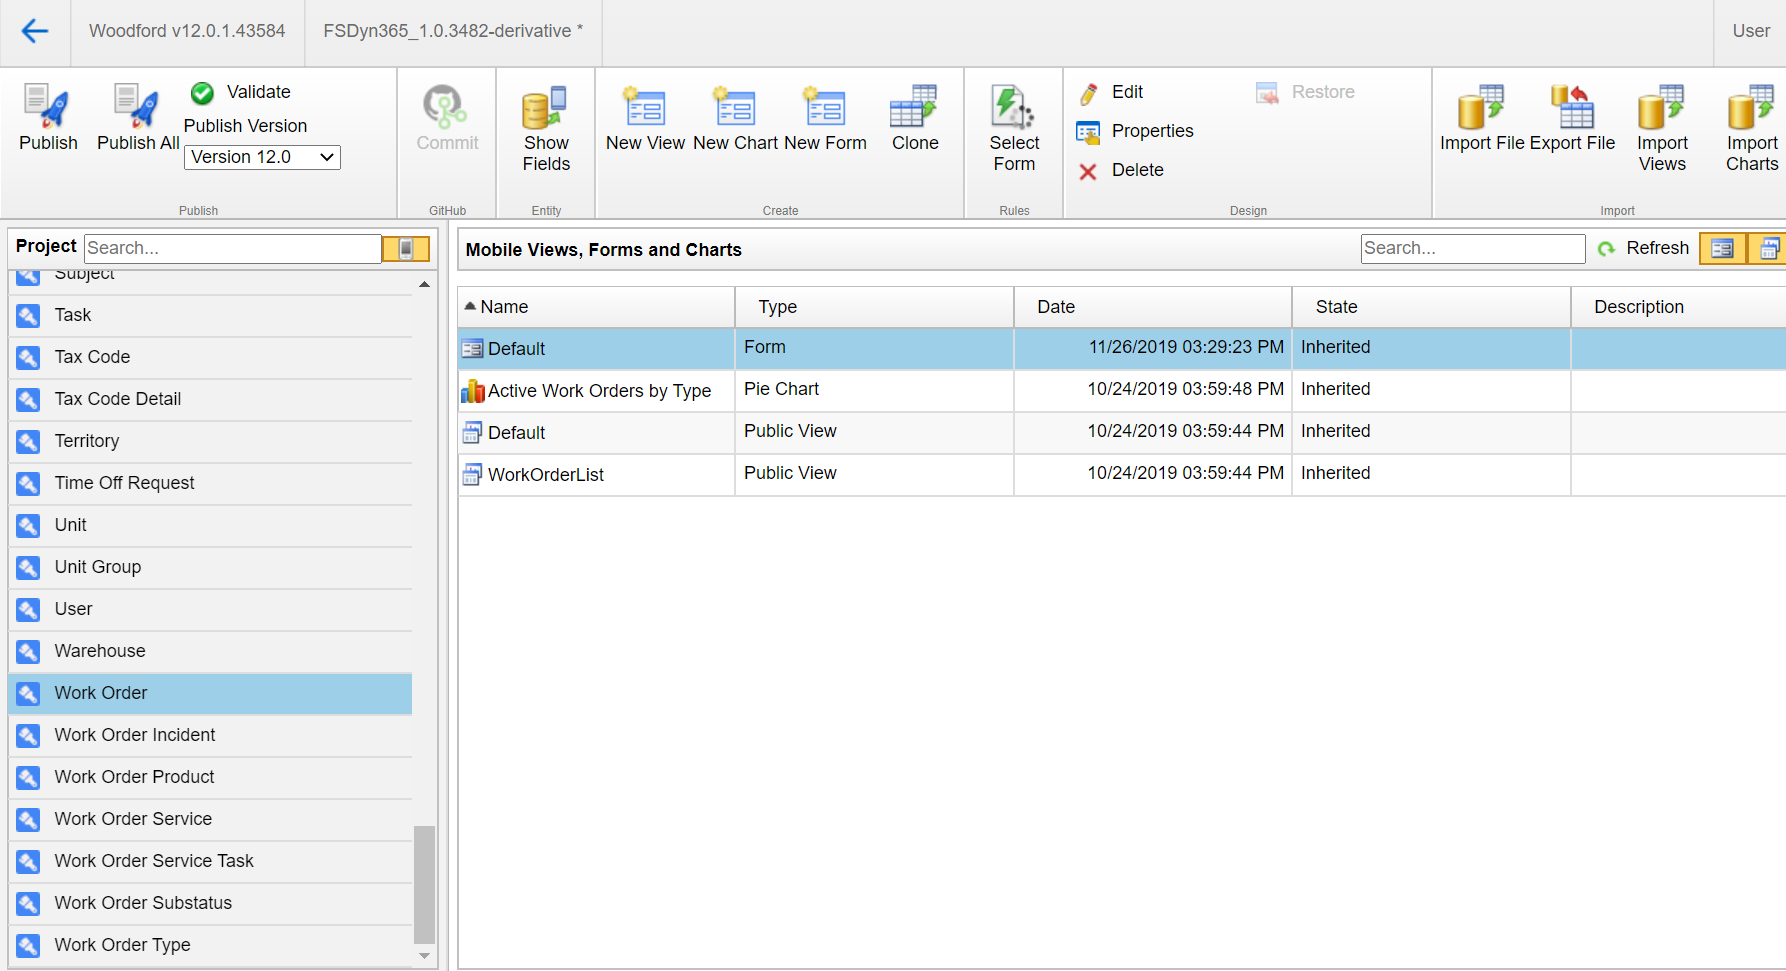 Woodford v12.0.1.43584
FSDyn365_1.0.3482-derivative *
User
Publish
Publish All
Validate
Publish Version
Version 12.0
Publish
Commit
GitHub
Show Fields
Entity
New View
New Chart
New Form
Clone
Create
Select Form
Rules
Edit
Properties
Delete
Restore
Design
Import File
Export File
Import Views
Import Charts
Import
Project
Search...
Subject
Task
Tax Code
Tax Code Detail
Territory
Time Off Request
Unit
Unit Group
User
Warehouse
Work Order
Work Order Incident
Work Order Product
Work Order Service
Work Order Service Task
Work Order Substatus
Work Order Type
Mobile Views, Forms and Charts
Search...
Refresh
Name Type Date State Description
Default Form 11/26/2019 03:29:23 PM Inherited
Active Work Orders by Type Pie Chart 10/24/2019 03:59:48 PM Inherited
Default Public View 10/24/2019 03:59:44 PM Inherited
WorkOrderList Public View 10/24/2019 03:59:44 PM Inherited